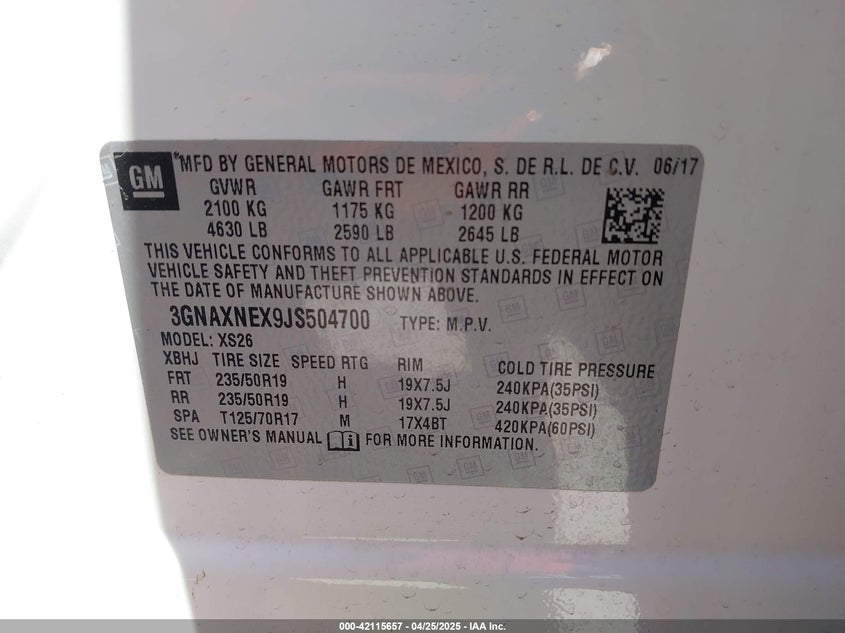 GM
®MFD BY GENERAL MOTORS DE MEXICO, S. DE R.L. DE C.V. 06/17
GVWR GAWR FRT GAWR RR
2100 KG 1175 KG 1200 KG
4630 LB 2590 LB 2645 LB
THIS VEHICLE CONFORMS TO ALL APPLICABLE U.S. FEDERAL MOTOR
VEHICLE SAFETY AND THEFT PREVENTION STANDARDS IN EFFECT ON
THE DATE OF MANUFACTURE SHOWN ABOVE.
3GNAXNEX9JS504700 TYPE: M.P.V.
MODEL: XS26
XBHJ TIRE SIZE SPEED RTG RIM COLD TIRE PRESSURE
FRT 235/50R19 H 19X7.5J 240KPA(35PSI)
RR 235/50R19 H 19X7.5J 240KPA(35PSI)
SPA T125/70R17 M 17X4BT 420KPA(60PSI)
SEE OWNER'S MANUAL FOR MORE INFORMATION.
000-42115657 - 04/25/2025 - IAA Inc.